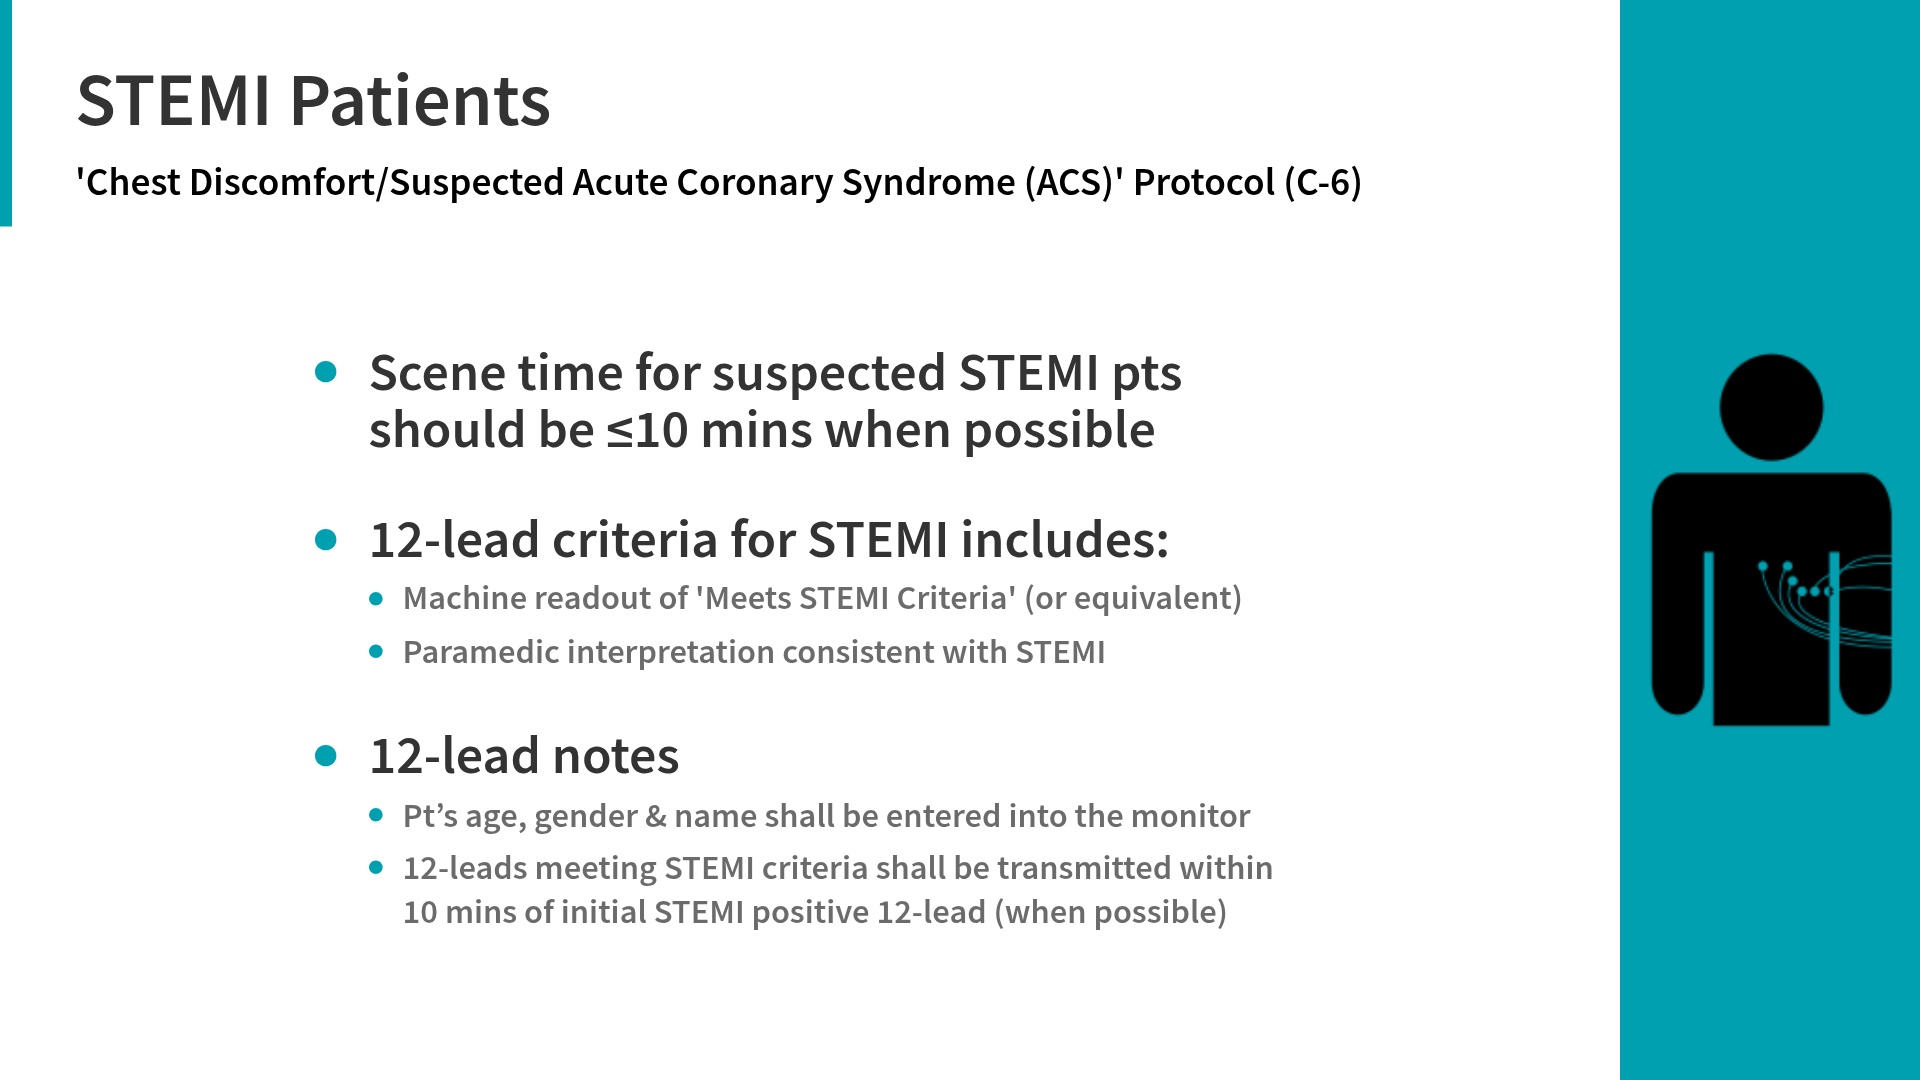 STEMI Patients
'Chest Discomfort/Suspected Acute Coronary Syndrome (ACS)' Protocol (C-6)
Scene time for suspected STEMI pts
should be ≤10 mins when possible
12-lead criteria for STEMI includes:
Machine readout of 'Meets STEMI Criteria' (or equivalent)
Paramedic interpretation consistent with STEMI
12-lead notes
Pt’s age, gender & name shall be entered into the monitor
12-leads meeting STEMI criteria shall be transmitted within
10 mins of initial STEMI positive 12-lead (when possible)